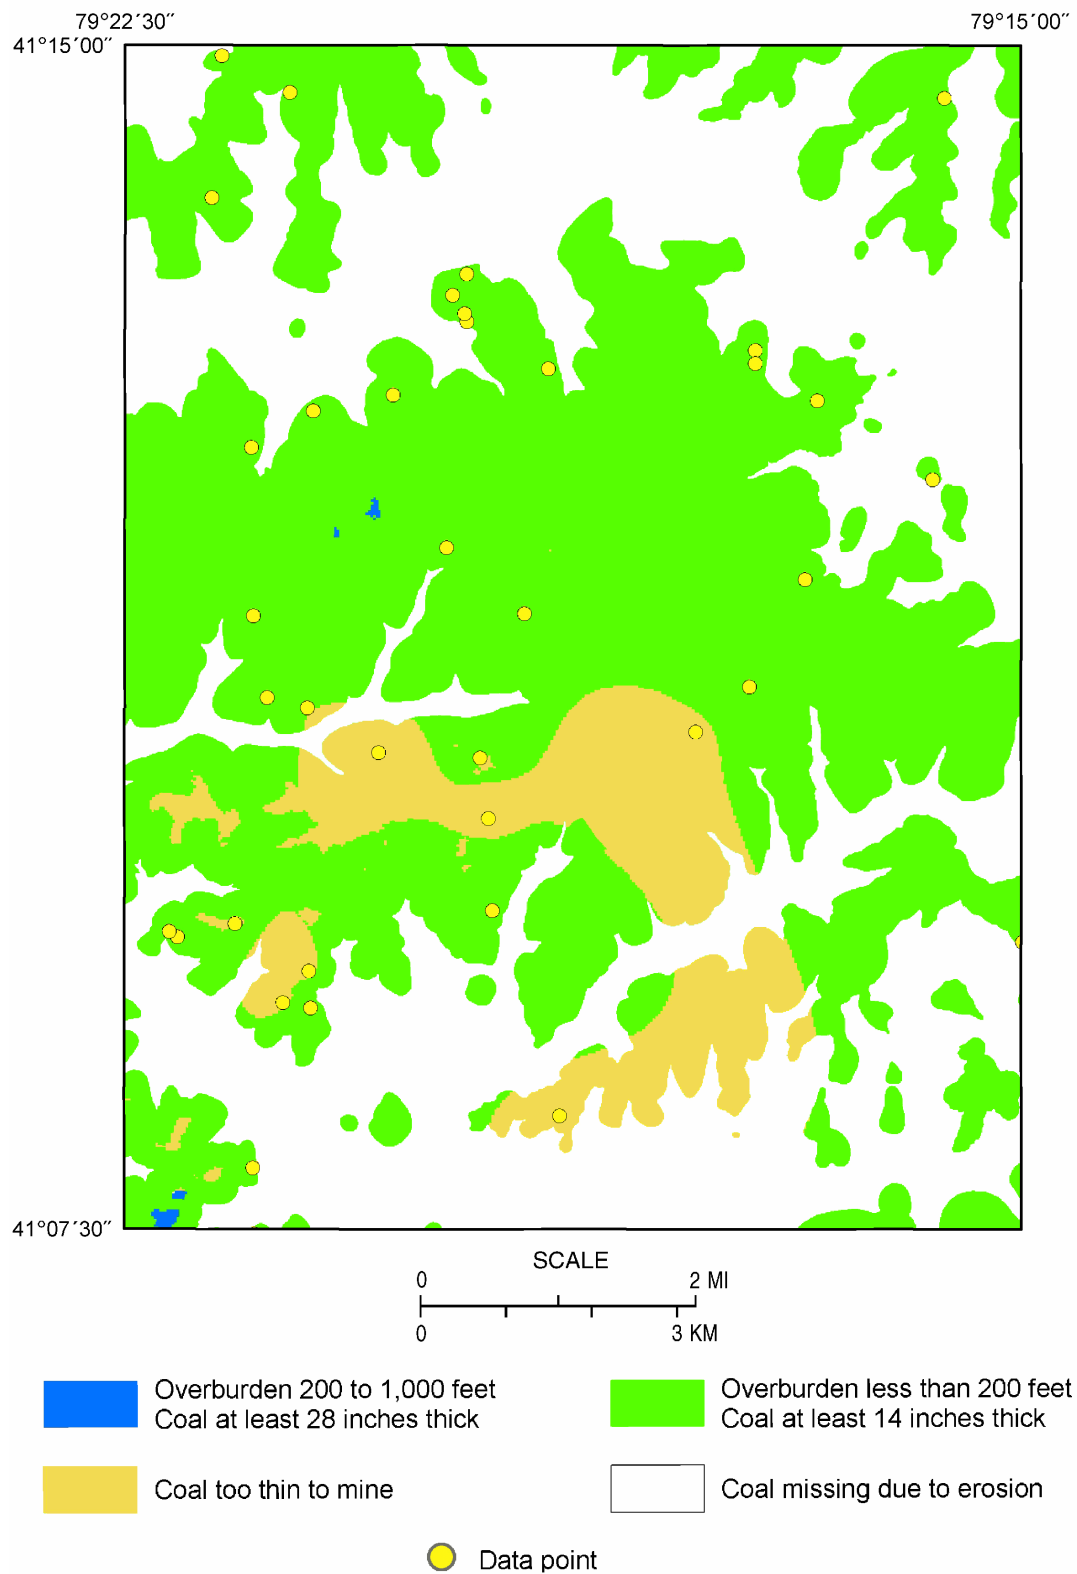 79°22´30˝ 79°15´00˝
41°15´00˝
41°07´30˝
SCALE
0 2 MI
0 3 KM
Overburden 200 to 1,000 feet
Coal at least 28 inches thick
Overburden less than 200 feet
Coal at least 14 inches thick
Coal too thin to mine
Coal missing due to erosion
Data point